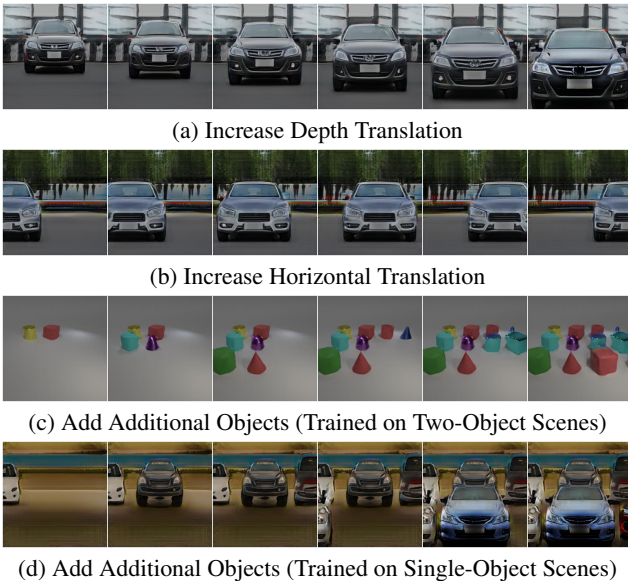 (a) Increase Depth Translation
(b) Increase Horizontal Translation
(c) Add Additional Objects (Trained on Two-Object Scenes)
(d) Add Additional Objects (Trained on Single-Object Scenes)